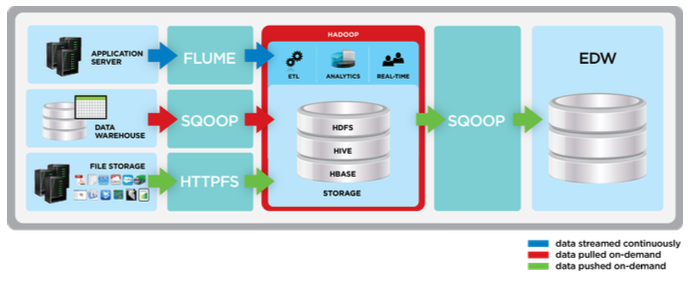 APPLICATION
SERVER
FLUME
HADOOP
ETL
ANALYTICS
REAL-TIME
EDW
DATA
WAREHOUSE
SQOOP
HDFS
HIVE
HBASE
STORAGE
SQOOP
FILE STORAGE
HTTPFS
data streamed continuously
data pulled on-demand
data pushed on-demand